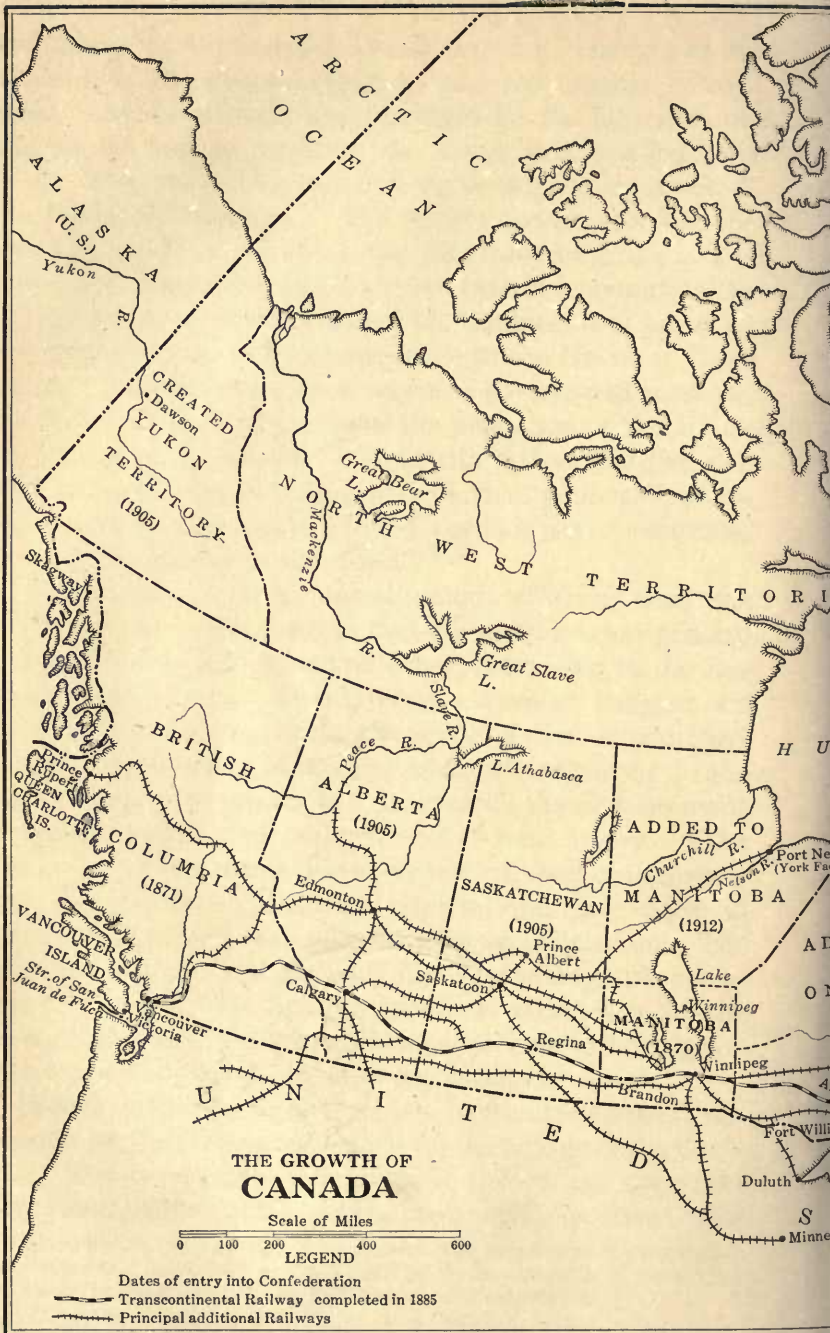 ARCTIC
OCEAN
ALASKA
(U. S.)
Yukon
R.
CREATED
Dawson
YUKON
TERRITORY
(1905)
Great Bear
L.
Mackenzie
R.
NORTH WEST TERRITORI
Skagway
Great Slave
L.
Slave R.
Peace R.
L. Athabasca
HU
BRITISH
COLUMBIA
(1871)
Prince
Rupert
QUEEN
CHARLOTTE
IS.
ALBERTA
(1905)
ADDED TO
MANITOBA
(1912)
Churchill R.
Nelson R.
Port Ne
(York Fac
Edmonton
SASKATCHEWAN
(1905)
Prince
Albert
AD
ON
VANCOUVER
ISLAND
Str. of San
Juan de Fuca
Vancouver
Victoria
Calgary
Saskatoon
Lake
Winnipeg
MANITOBA
(1870)
Regina
Winnipeg
A
Brandon
Fort Willi
UNITED
S
Duluth
Minne
THE GROWTH OF
CANADA
Scale of Miles
0 100 200 400 600
LEGEND
Dates of entry into Confederation
Transcontinental Railway completed in 1885
Principal additional Railways